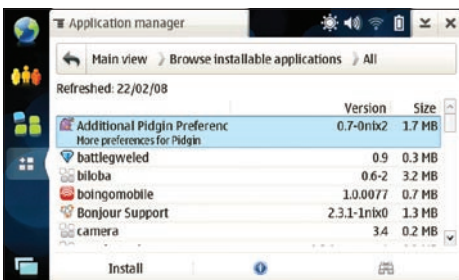 Application manager
Main view Browse installable applications All
Refreshed: 22/02/08
Version Size
Additional Pidgin Preferenc 0.7-0nix2 1.7 MB
More preferences for Pidgin
battlegweled 0.9 0.3 MB
biloba 0.6-2 3.2 MB
boingomobile 1.0.0077 0.7 MB
Bonjour Support 2.3.1-1nix0 1.3 MB
camera 3.4 0.2 MB
Install